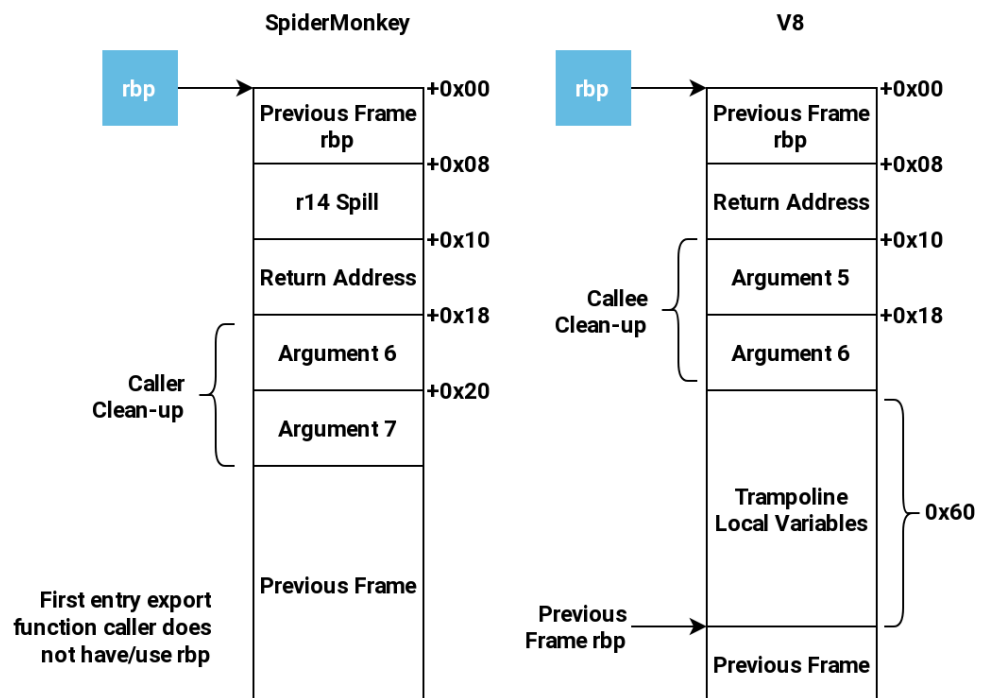 SpiderMonkey
rbp
+0x00
Previous Frame
rbp
+0x08
r14 Spill
+0x10
Return Address
+0x18
Argument 6
+0x20
Argument 7
Caller
Clean-up
Previous Frame
First entry export
function caller does
not have/use rbp
V8
rbp
+0x00
Previous Frame
rbp
+0x08
Return Address
+0x10
Argument 5
+0x18
Argument 6
Callee
Clean-up
Trampoline
Local Variables
0x60
Previous
Frame rbp
Previous Frame